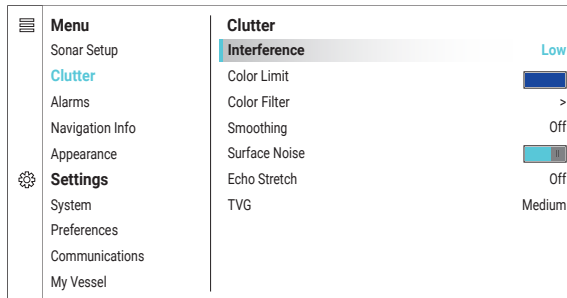 Menu
Sonar Setup
Clutter
Alarms
Navigation Info
Appearance
Settings
System
Preferences
Communications
My Vessel
Clutter
Interference Low
Color Limit
Color Filter >
Smoothing Off
Surface Noise
Echo Stretch Off
TVG Medium